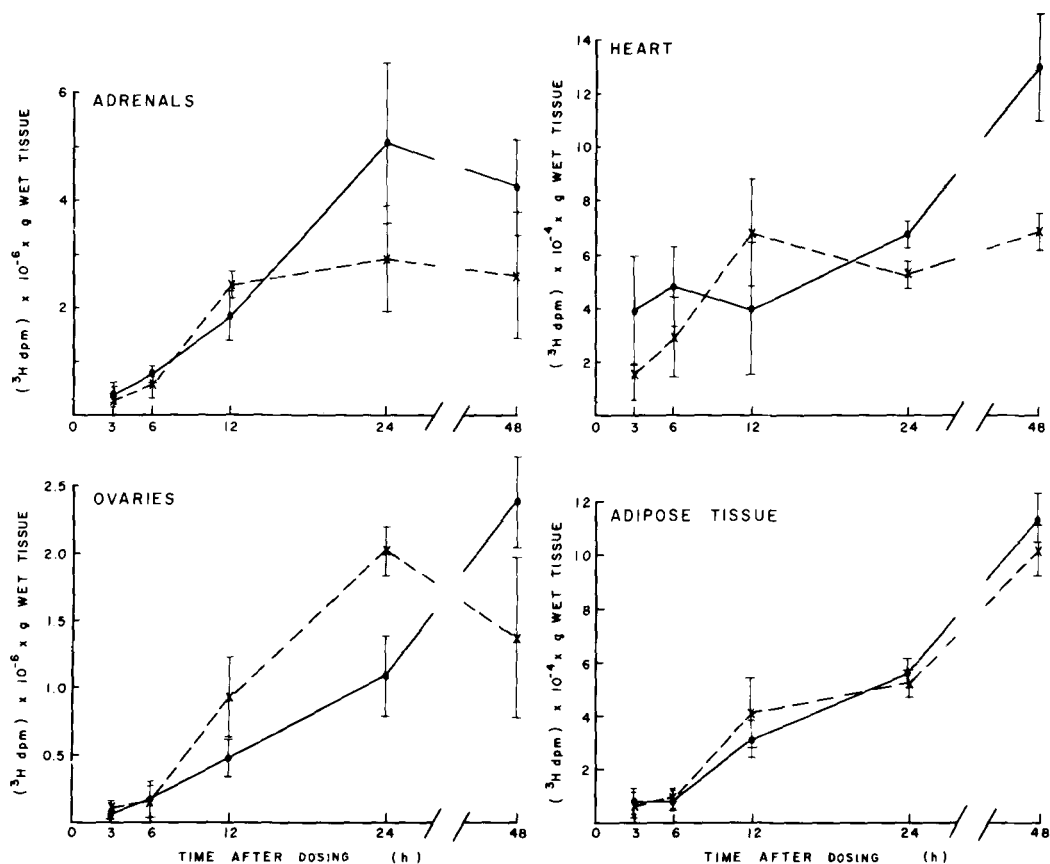 ADRENALS
(³H dpm) x 10⁻⁶ x g WET TISSUE
6
4
2
0 3 6 12 24 48
HEART
(³H dpm) x 10⁻⁴ x g WET TISSUE
14
12
10
8
6
4
2
0 3 6 12 24 48
OVARIES
(³H dpm) x 10⁻⁶ x g WET TISSUE
2.5
2.0
1.5
1.0
0.5
0 3 6 12 24 48
TIME AFTER DOSING (h)
ADIPOSE TISSUE
(³H dpm) x 10⁻⁴ x g WET TISSUE
12
10
8
6
4
2
0 3 6 12 24 48
TIME AFTER DOSING (h)